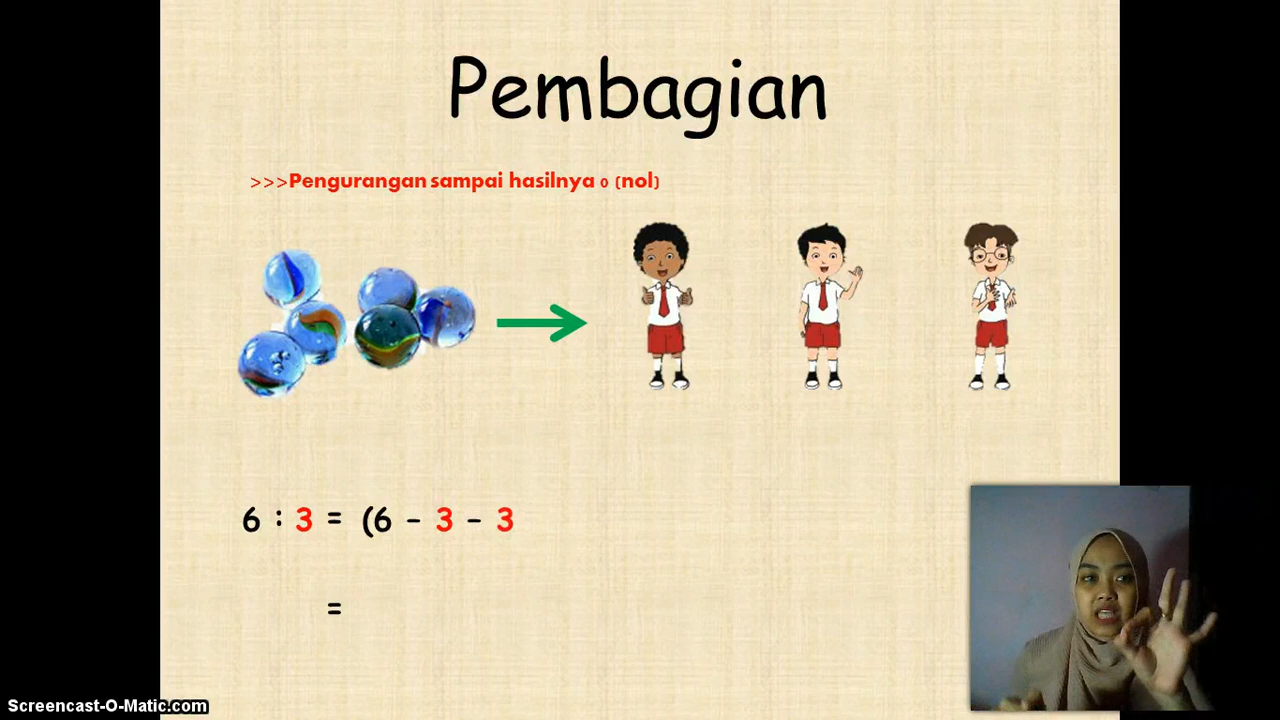 Pembagian
>>>Pengurangan sampai hasilnya 0 (nol)
6 : 3 = (6 - 3 - 3
=
Screencast-O-Matic.com